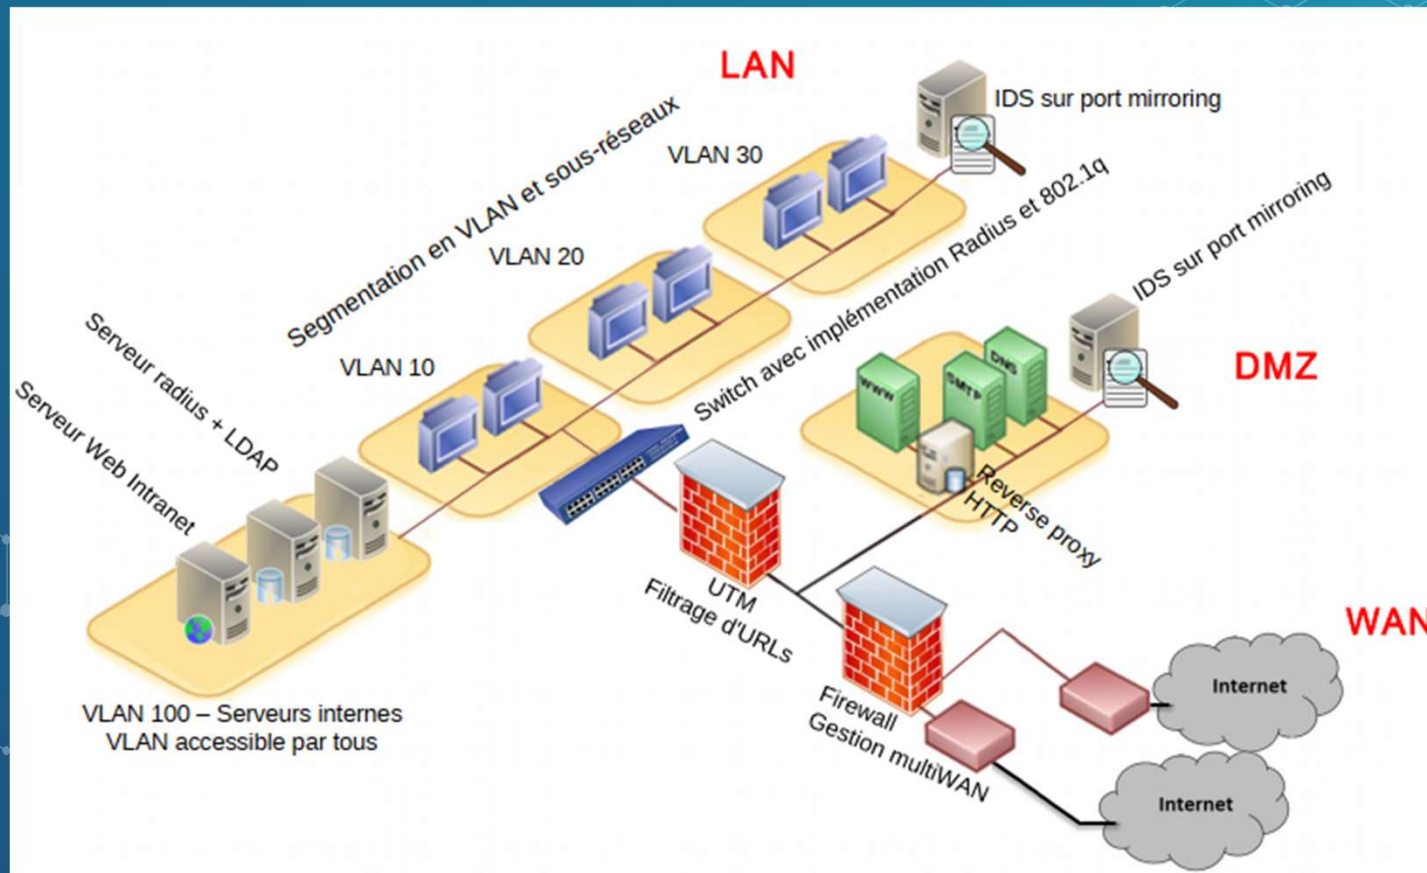 LAN
IDS sur port mirroring
Segmentation en VLAN et sous-réseaux
VLAN 30
VLAN 20
VLAN 10
Switch avec implémentation Radius et 802.1q
IDS sur port mirroring
DMZ
WWW
SMTP
DNS
Reverse proxy
HTTP
Serveur radius + LDAP
Serveur Web Intranet
VLAN 100 – Serveurs internes
VLAN accessible par tous
UTM
Filtrage d'URLs
Firewall
Gestion multiWAN
WAN
Internet
Internet